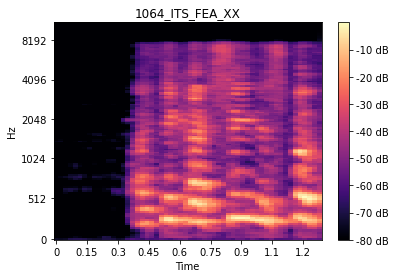 1064_ITS_FEA_XX
Hz
8192
4096
2048
1024
512
0
0 0.15 0.3 0.45 0.6 0.75 0.9 1.1 1.2
Time
-10 dB
-20 dB
-30 dB
-40 dB
-50 dB
-60 dB
-70 dB
-80 dB